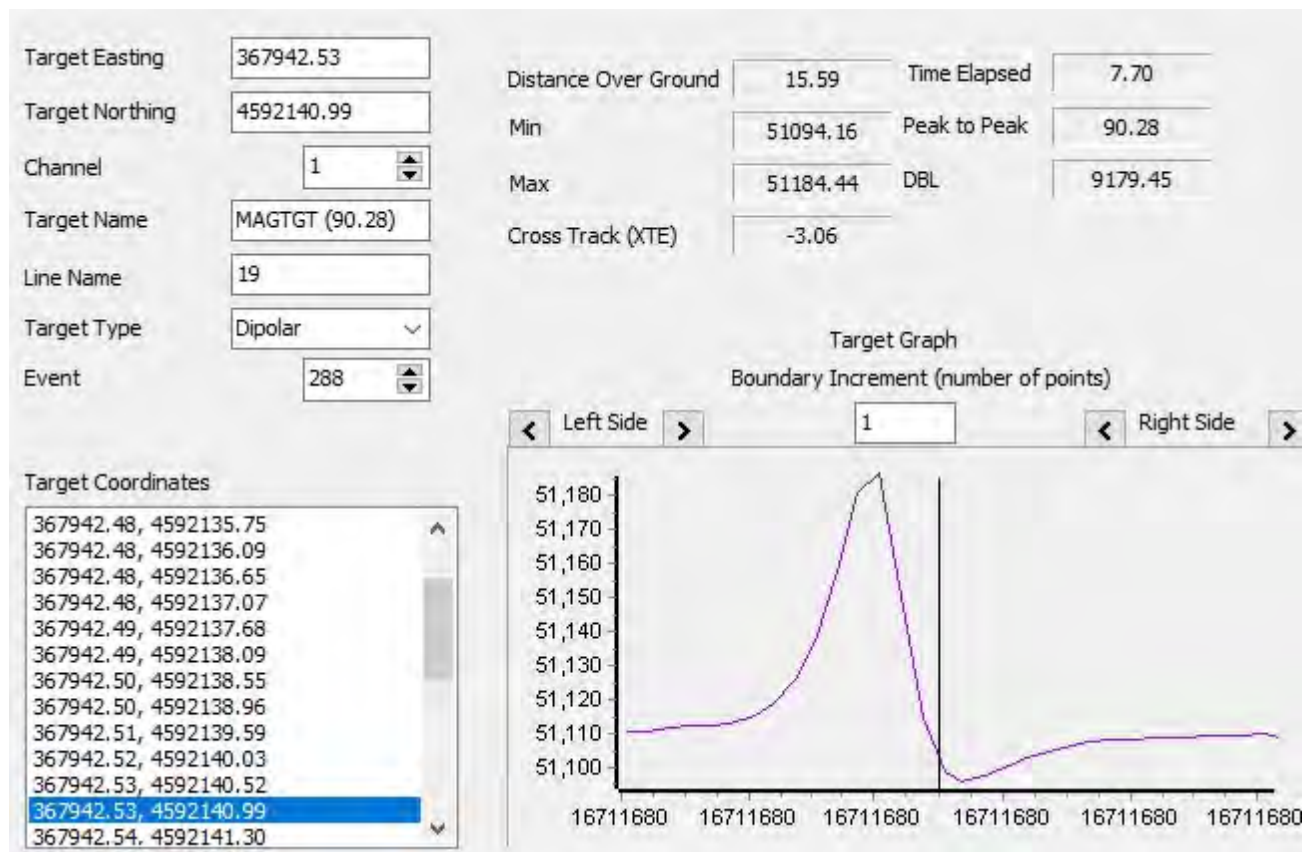 Target Easting 367942.53
Target Northing 4592140.99
Channel 1
Target Name MAGTGT (90.28)
Line Name 19
Target Type Dipolar
Event 288
Distance Over Ground 15.59 Time Elapsed 7.70
Min 51094.16 Peak to Peak 90.28
Max 51184.44 DBL 9179.45
Cross Track (XTE) -3.06
Target Graph
Boundary Increment (number of points)
< Left Side > 1 < Right Side >
Target Coordinates
367942.48, 4592135.75
367942.48, 4592136.09
367942.48, 4592136.65
367942.48, 4592137.07
367942.49, 4592137.68
367942.49, 4592138.09
367942.50, 4592138.55
367942.50, 4592138.96
367942.51, 4592139.59
367942.52, 4592140.03
367942.53, 4592140.52
367942.53, 4592140.99
367942.54, 4592141.30
51,180
51,170
51,160
51,150
51,140
51,130
51,120
51,110
51,100
16711680 16711680 16711680 16711680 16711680 16711680